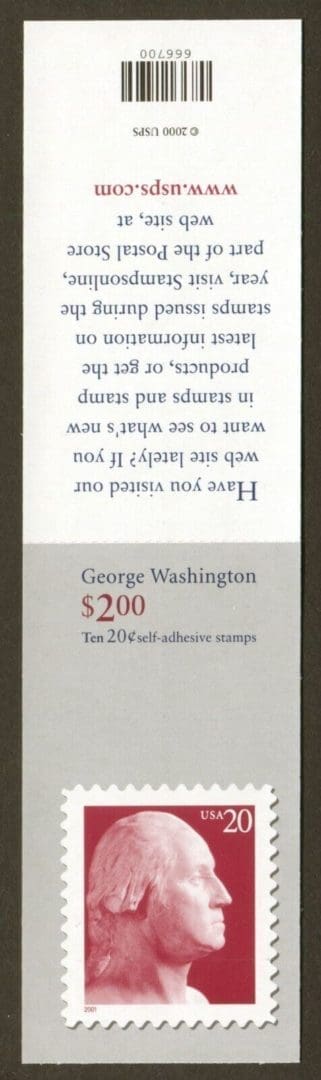 Have you visited our
web site lately? If you
want to see what's new
in stamps and stamp
products, or get the
latest information on
stamps issued during the
year, visit Stampsonline,
part of the Postal Store
web site, at
www.usps.com
© 2000 USPS
666700
George Washington
$2.00
Ten 20¢ self-adhesive stamps
USA20
2001